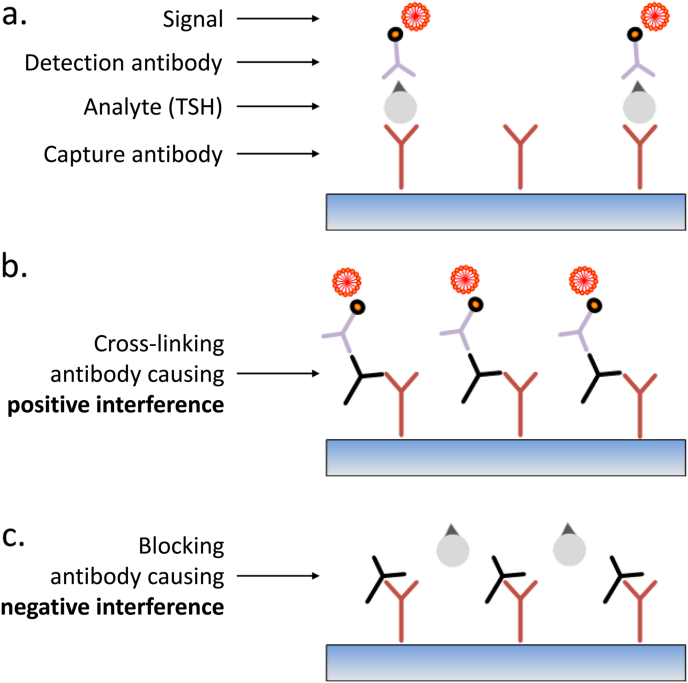 a.
Signal
Detection antibody
Analyte (TSH)
Capture antibody
b.
Cross-linking
antibody causing
positive interference
c.
Blocking
antibody causing
negative interference